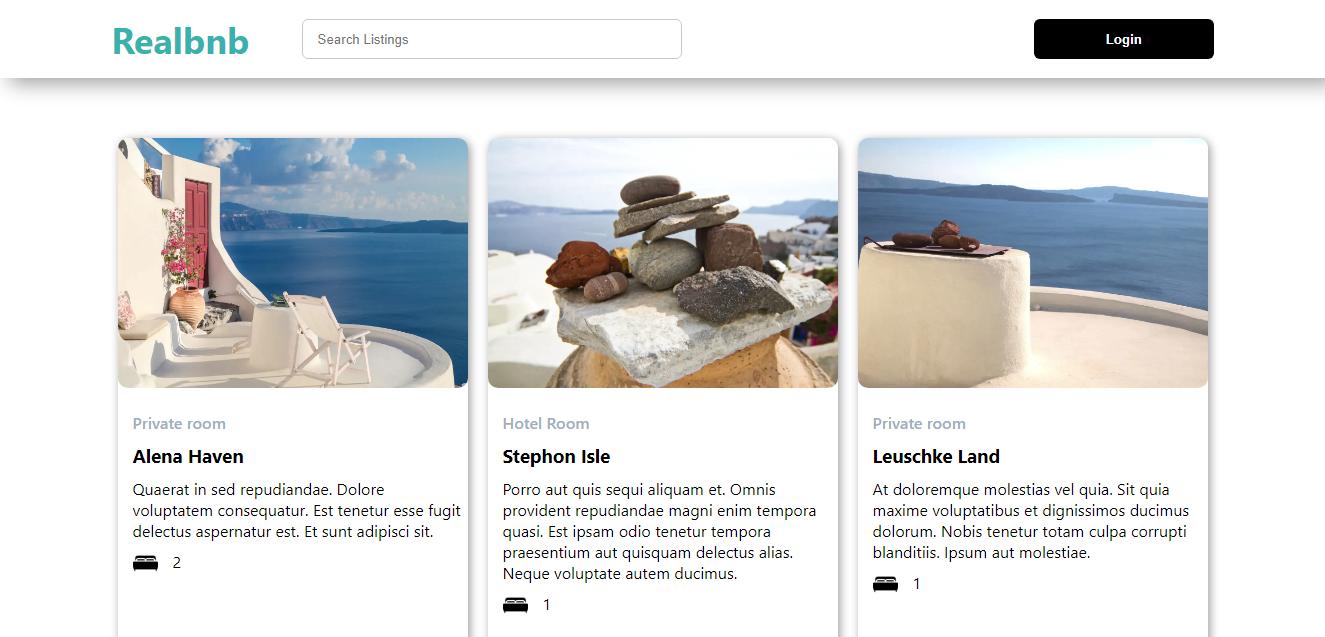 Realbnb
Search Listings
Login
Private room
Alena Haven
Quaerat in sed repudiandae. Dolore
voluptatem consequatur. Est tenetur esse fugit
delectus aspernatur est. Et sunt adipisci sit.
2
Hotel Room
Stephon Isle
Porro aut quis sequi aliquam et. Omnis
provident repudiandae magni enim tempora
quasi. Est ipsam odio tenetur tempora
praesentium aut quisquam delectus alias.
Neque voluptate autem ducimus.
1
Private room
Leuschke Land
At doloremque molestias vel quia. Sit quia
maxime voluptatibus et dignissimos ducimus
dolorum. Nobis tenetur totam culpa corrupti
blanditiis. Ipsum aut molestiae.
1